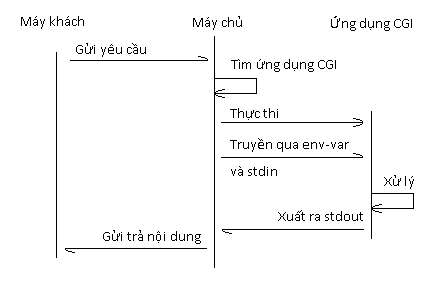 Máy khách Máy chủ Ứng dụng CGI
Gửi yêu cầu
Tìm ứng dụng CGI
Thực thi
Truyền qua env-var
và stdin
Xử lý
Xuất ra stdout
Gửi trả nội dung